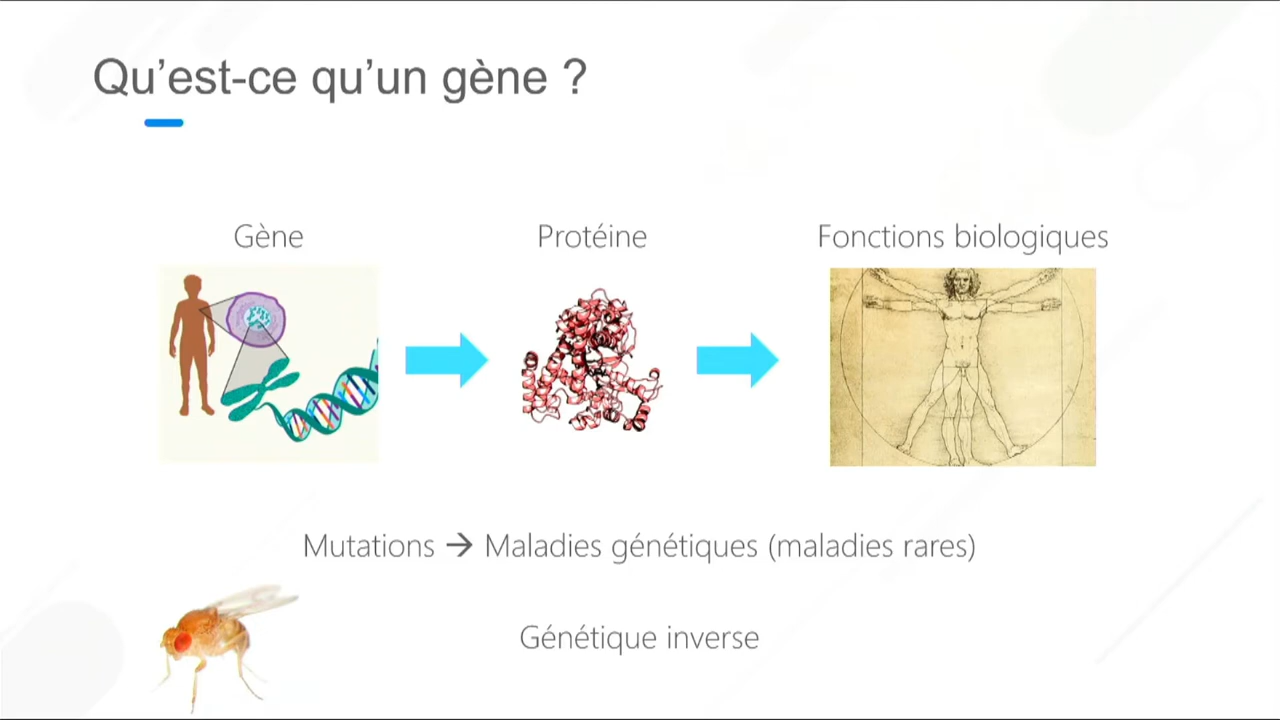 Qu’est-ce qu’un gène ?
Gène
Protéine
Fonctions biologiques
Mutations → Maladies génétiques (maladies rares)
Génétique inverse